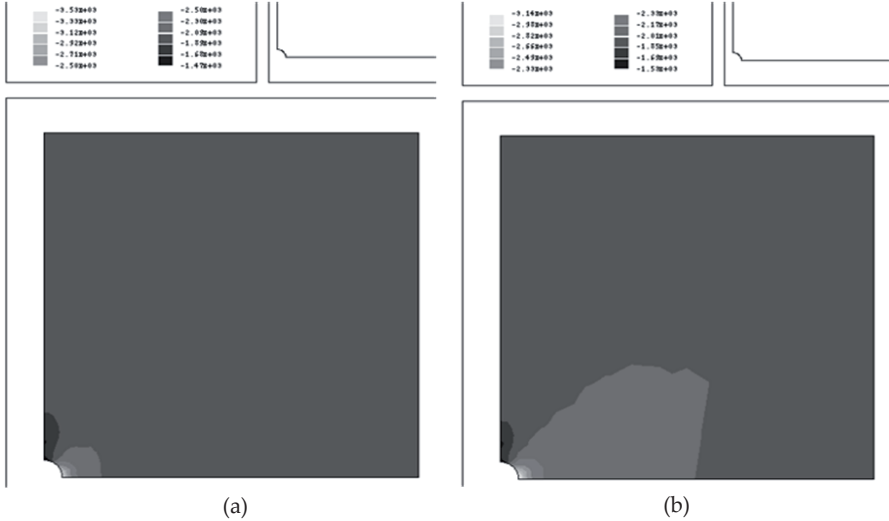 -3.53E+03 -2.50E+03
-3.33E+03 -2.30E+03
-3.12E+03 -2.09E+03
-2.92E+03 -1.89E+03
-2.71E+03 -1.68E+03
-2.50E+03 -1.47E+03
-3.14E+03 -2.33E+03
-2.98E+03 -2.17E+03
-2.82E+03 -2.01E+03
-2.66E+03 -1.85E+03
-2.49E+03 -1.69E+03
-2.33E+03
(a)
(b)